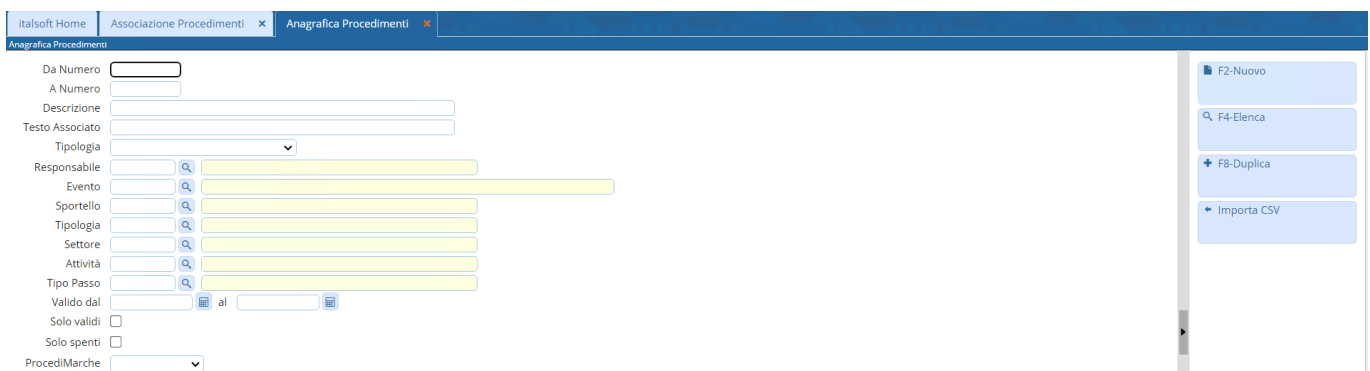 italsoft Home Associazione Procedimenti × Anagrafica Procedimenti ×
Anagrafica Procedimenti
Da Numero
A Numero
Descrizione
Testo Associato
Tipologia
Responsabile
Evento
Sportello
Tipologia
Settore
Attività
Tipo Passo
Valido dal al
Solo validi
Solo spenti
ProcediMarche
F2-Nuovo
F4-Elenca
F8-Duplica
Importa CSV